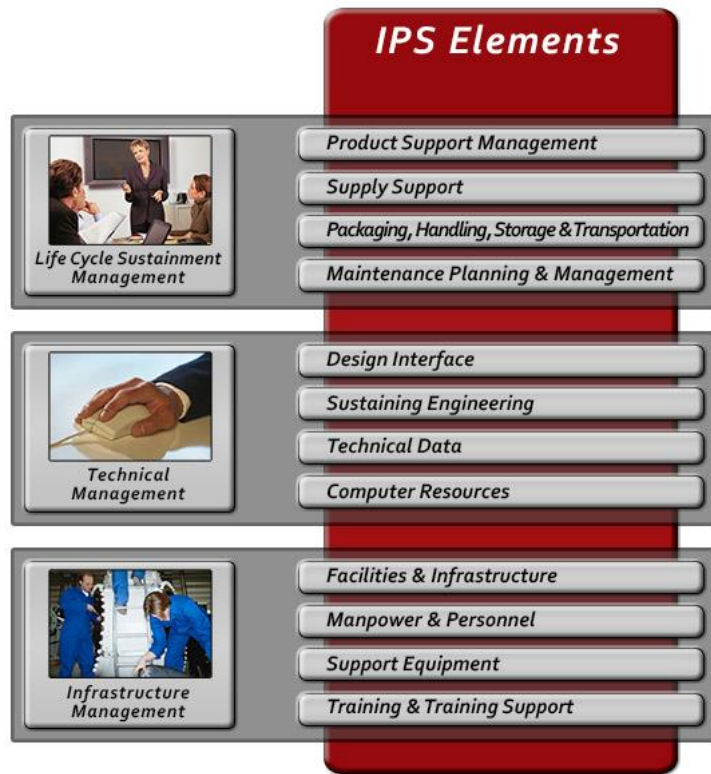 IPS Elements
Life Cycle Sustainment
Management
Product Support Management
Supply Support
Packaging, Handling, Storage & Transportation
Maintenance Planning & Management
Technical
Management
Design Interface
Sustaining Engineering
Technical Data
Computer Resources
Infrastructure
Management
Facilities & Infrastructure
Manpower & Personnel
Support Equipment
Training & Training Support